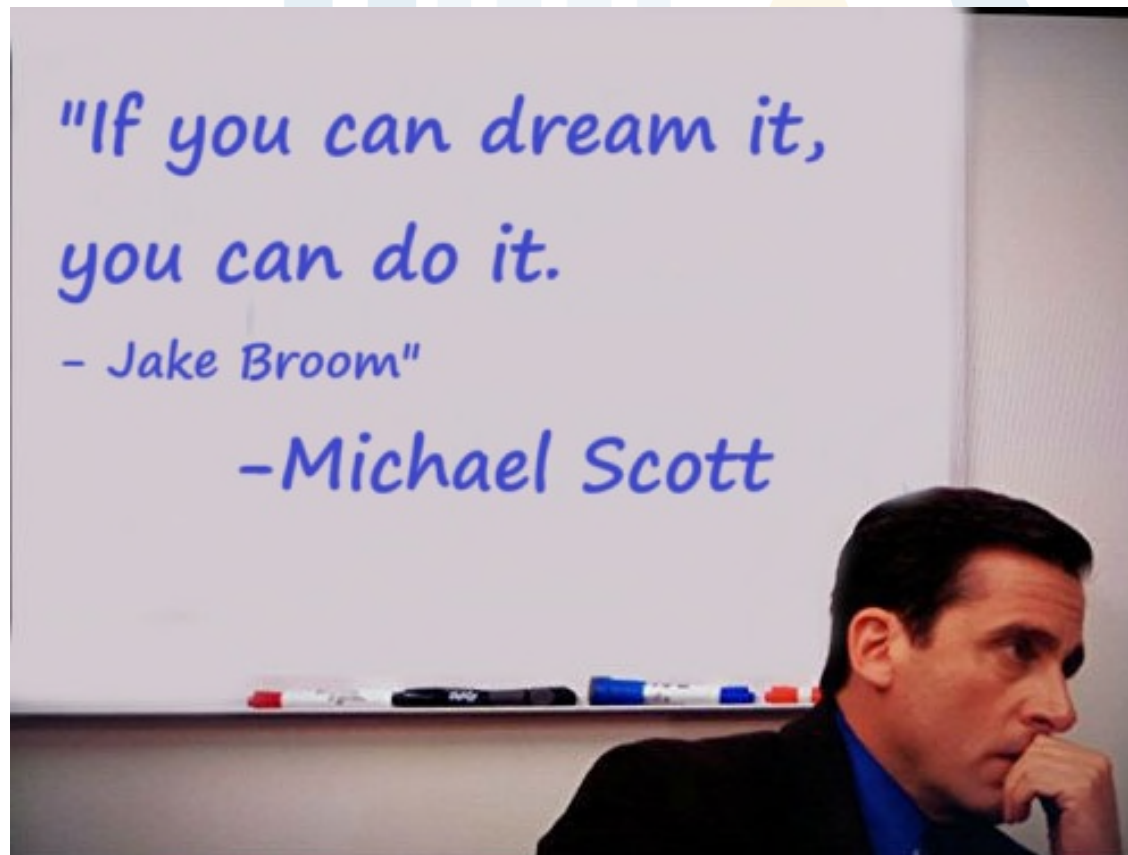 "If you can dream it,
you can do it.
- Jake Broom"
-Michael Scott